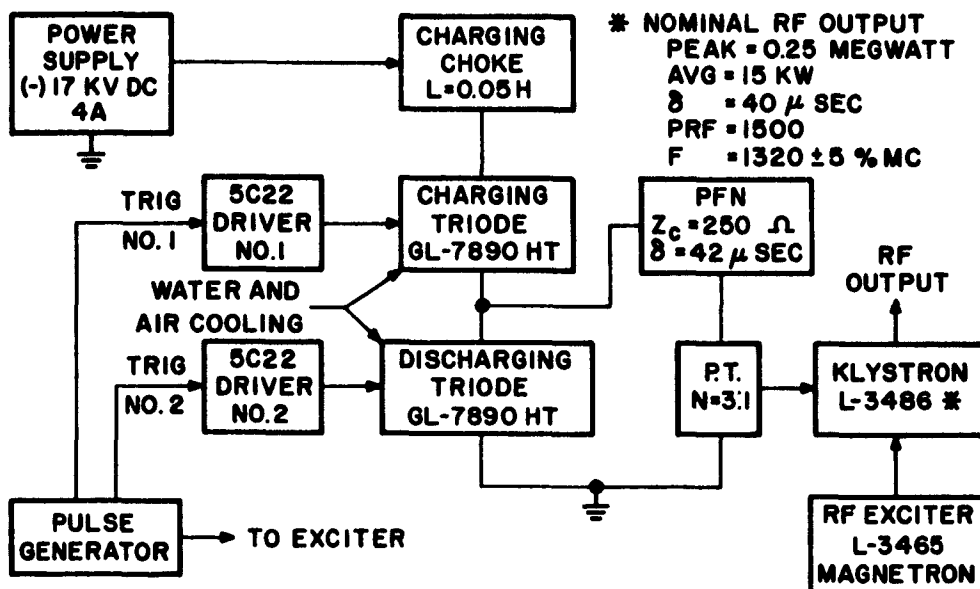 POWER
SUPPLY
(-) 17 KV DC
4A
CHARGING
CHOKE
L=0.05 H
* NOMINAL RF OUTPUT
PEAK = 0.25 MEGWATT
AVG = 15 KW
δ = 40 μ SEC
PRF = 1500
F = 1320 ± 5 % MC
TRIG
NO. 1
5C22
DRIVER
NO.1
CHARGING
TRIODE
GL-7890 HT
PFN
Zc = 250 Ω
δ = 42 μ SEC
RF
OUTPUT
WATER AND
AIR COOLING
TRIG
NO. 2
5C22
DRIVER
NO.2
DISCHARGING
TRIODE
GL-7890 HT
P.T.
N=3:1
KLYSTRON
L-3486 *
PULSE
GENERATOR
TO EXCITER
RF EXCITER
L-3465
MAGNETRON